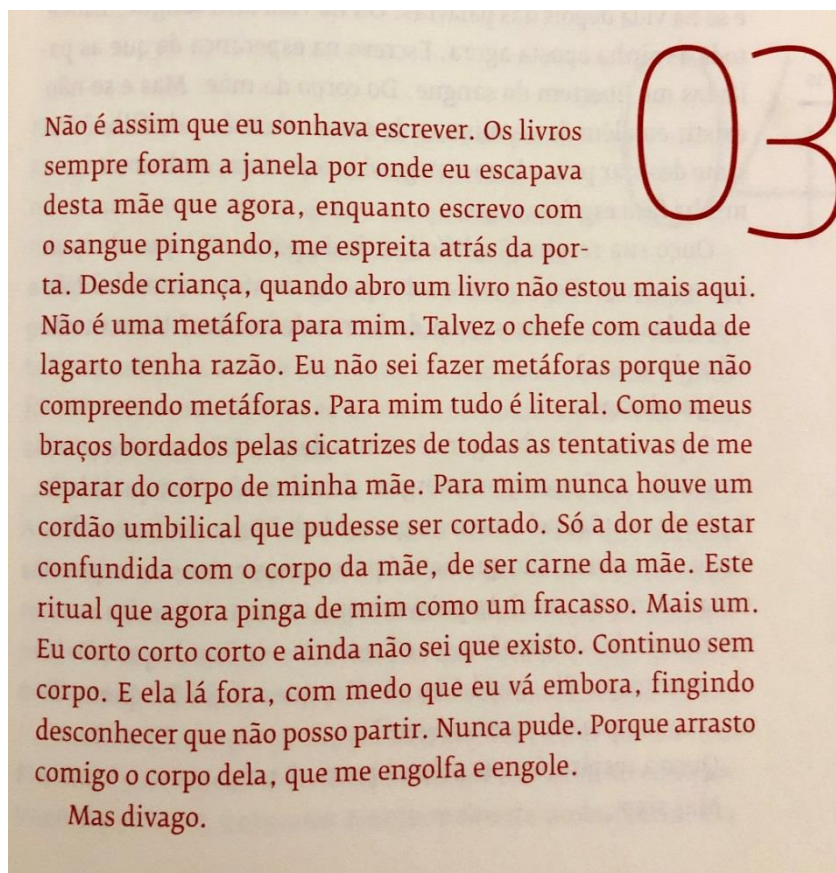 03
Não é assim que eu sonhava escrever. Os livros
sempre foram a janela por onde eu escapava
desta mãe que agora, enquanto escrevo com
o sangue pingando, me espreita atrás da por-
ta. Desde criança, quando abro um livro não estou mais aqui.
Não é uma metáfora para mim. Talvez o chefe com cauda de
lagarto tenha razão. Eu não sei fazer metáforas porque não
compreendo metáforas. Para mim tudo é literal. Como meus
braços bordados pelas cicatrizes de todas as tentativas de me
separar do corpo de minha mãe. Para mim nunca houve um
cordão umbilical que pudesse ser cortado. Só a dor de estar
confundida com o corpo da mãe, de ser carne da mãe. Este
ritual que agora pinga de mim como um fracasso. Mais um.
Eu corto corto corto e ainda não sei que existo. Continuo sem
corpo. E ela lá fora, com medo que eu vá embora, fingindo
desconhecer que não posso partir. Nunca pude. Porque arrasto
comigo o corpo dela, que me engolfa e engole.
Mas divago.